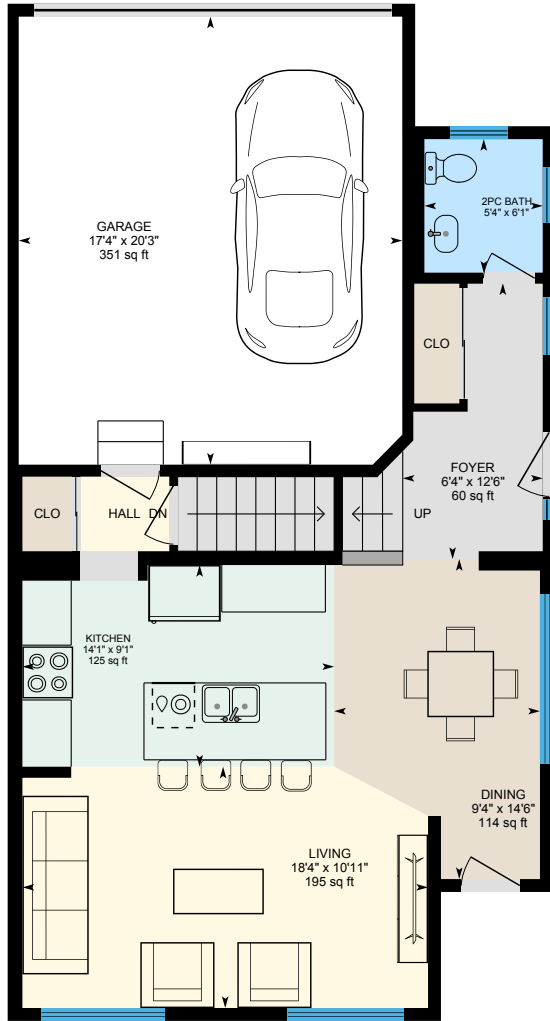 GARAGE
17'4" x 20'3"
351 sq ft
2PC BATH
5'4" x 6'1"
CLO
FOYER
6'4" x 12'6"
60 sq ft
CLO
HALL
DN
UP
KITCHEN
14'1" x 9'1"
125 sq ft
DINING
9'4" x 14'6"
114 sq ft
LIVING
18'4" x 10'11"
195 sq ft